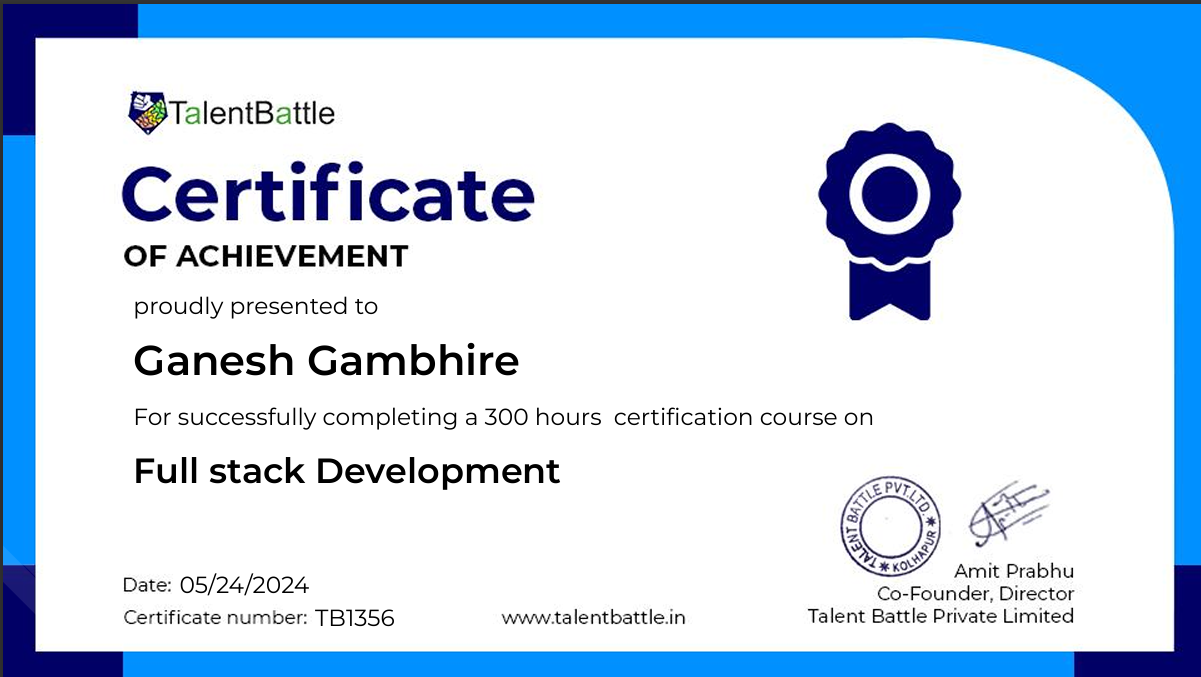 TalentBattle
Certificate
OF ACHIEVEMENT
proudly presented to
Ganesh Gambhire
For successfully completing a 300 hours certification course on
Full stack Development
TALENT BATTLE PVT.LTD.
KOLHAPUR
Amit Prabhu
Co-Founder, Director
Talent Battle Private Limited
Date: 05/24/2024
Certificate number: TB1356
www.talentbattle.in